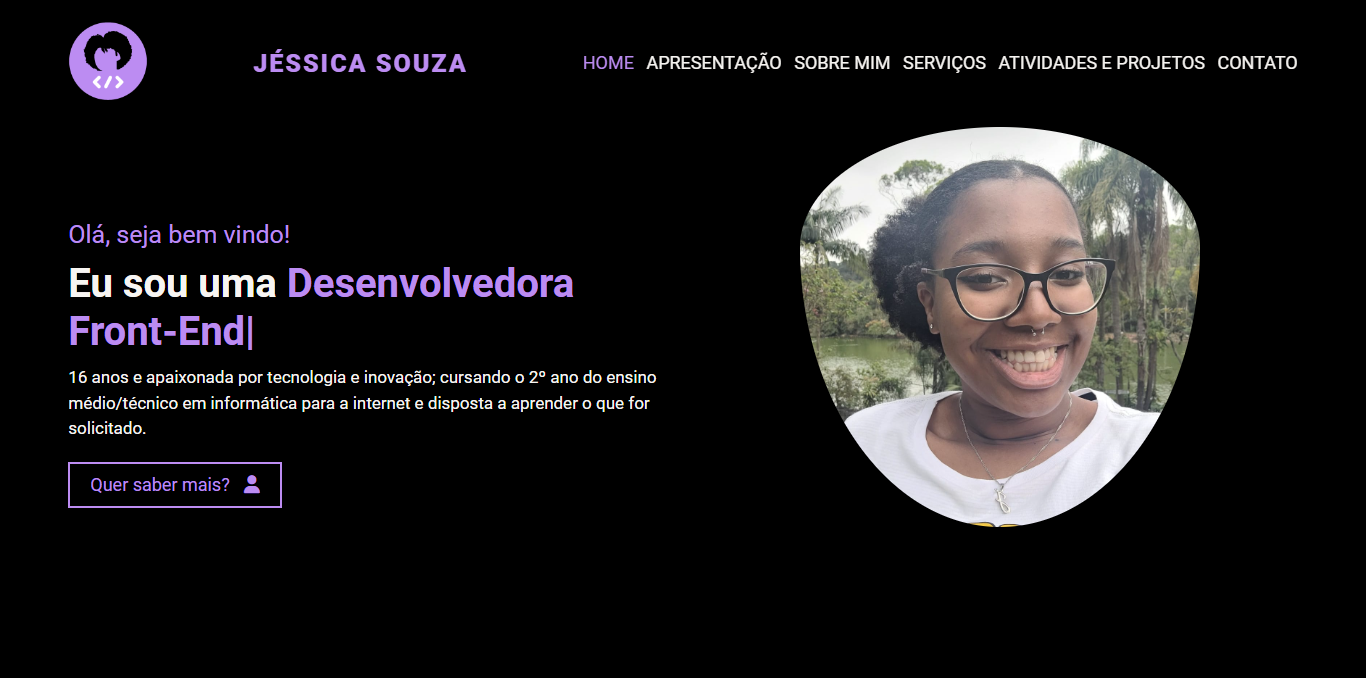 </>
JÉSSICA SOUZA
HOME APRESENTAÇÃO SOBRE MIM SERVIÇOS ATIVIDADES E PROJETOS CONTATO
Olá, seja bem vindo!
Eu sou uma Desenvolvedora
Front-End|
16 anos e apaixonada por tecnologia e inovação; cursando o 2º ano do ensino
médio/técnico em informática para a internet e disposta a aprender o que for
solicitado.
Quer saber mais?